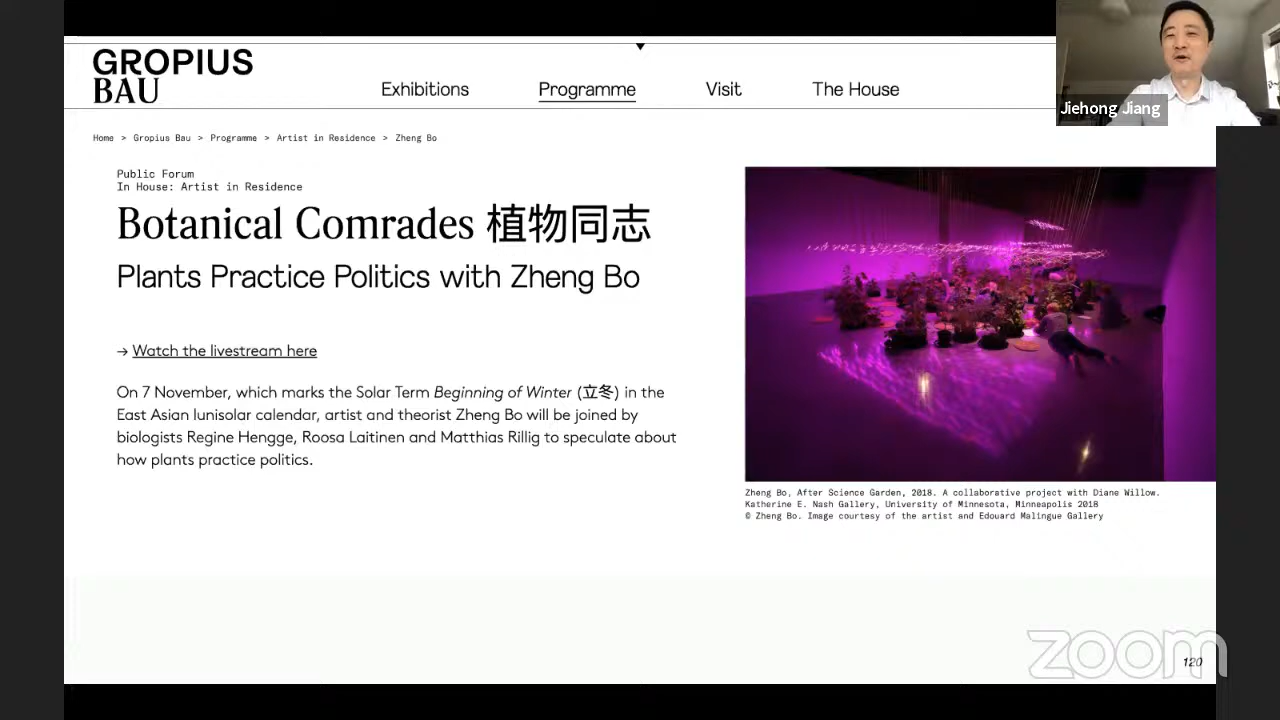 GROPIUS
BAU
Exhibitions
Programme
Visit
The House
Jiehong Jiang
Home > Gropius Bau > Programme > Artist in Residence > Zheng Bo
Public Forum
In House: Artist in Residence
Botanical Comrades 植物同志
Plants Practice Politics with Zheng Bo
→ Watch the livestream here
On 7 November, which marks the Solar Term Beginning of Winter (立冬) in the
East Asian lunisolar calendar, artist and theorist Zheng Bo will be joined by
biologists Regine Hengge, Roosa Laitinen and Matthias Rillig to speculate about
how plants practice politics.
Zheng Bo, After Science Garden, 2018. A collaborative project with Diane Willow.
Katherine E. Nash Gallery, University of Minnesota, Minneapolis 2018
© Zheng Bo. Image courtesy of the artist and Edouard Malingue Gallery
zoom
120